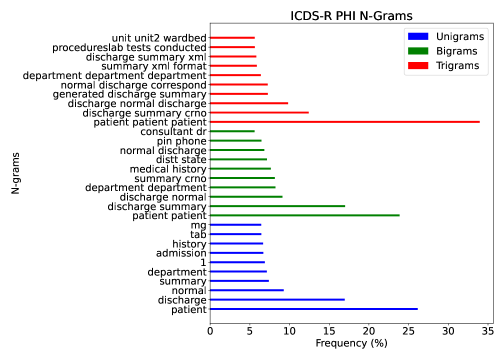 ICDS-R PHI N-Grams
Unigrams
Bigrams
Trigrams
N-grams
unit unit2 wardbed
procedureslab tests conducted
discharge summary xml
summary xml format
department department department
normal discharge correspond
generated discharge summary
discharge normal discharge
discharge summary crno
patient patient patient
consultant dr
pin phone
normal discharge
distt state
medical history
summary crno
department department
discharge normal
discharge summary
patient patient
mg
tab
history
admission
1
department
summary
normal
discharge
patient
0 5 10 15 20 25 30 35
Frequency (%)